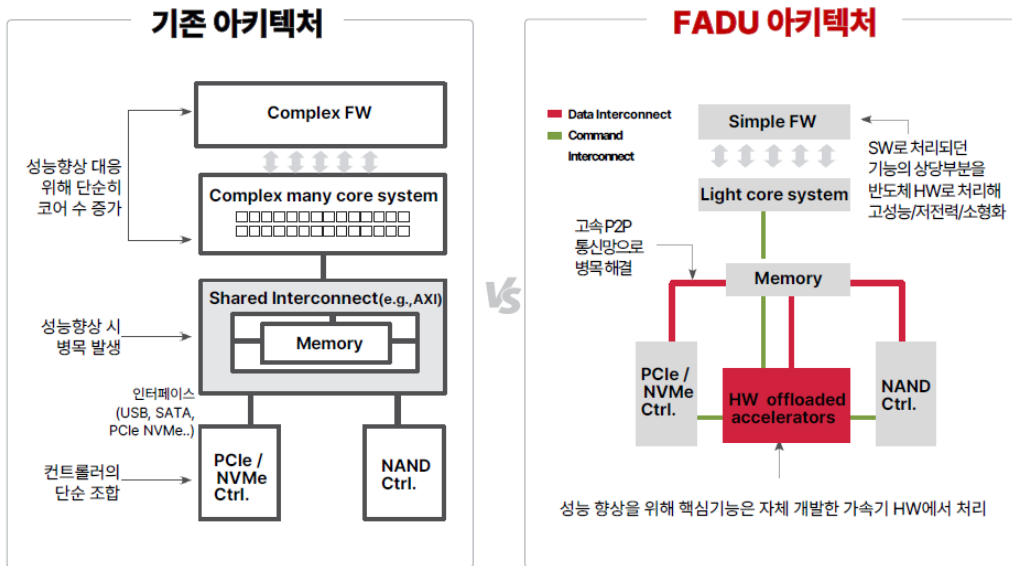 기존 아키텍처
Complex FW
성능향상 대응
위해 단순히
코어 수 증가
Complex many core system
Shared Interconnect(e.g.,AXI)
Memory
성능향상 시
병목 발생
인터페이스
(USB, SATA,
PCIe NVMe..)
PCIe /
NVMe
Ctrl.
NAND
Ctrl.
컨트롤러의
단순 조합
VS
FADU 아키텍처
Data Interconnect
Command
Interconnect
Simple FW
SW로 처리되던
기능의 상당부분을
반도체 HW로 처리해
고성능/저전력/소형화
Light core system
고속 P2P
통신망으로
병목 해결
Memory
PCIe /
NVMe
Ctrl.
HW offloaded
accelerators
NAND
Ctrl.
성능 향상을 위해 핵심기능은 자체 개발한 가속기 HW에서 처리